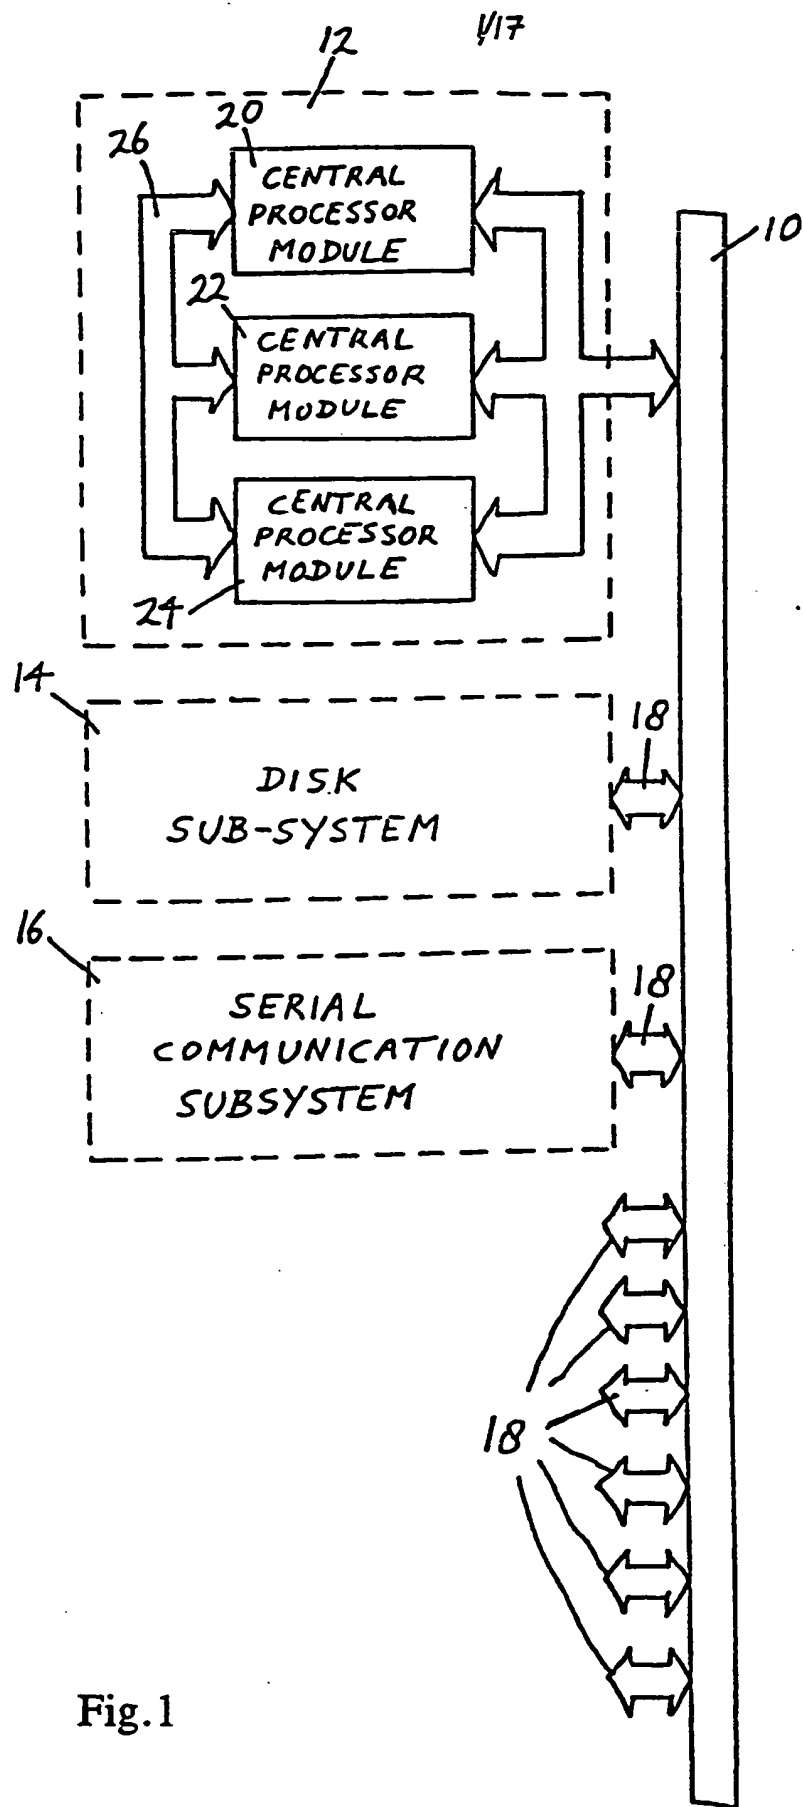 1/17
12
20
26
CENTRAL
PROCESSOR
MODULE
10
22
CENTRAL
PROCESSOR
MODULE
CENTRAL
PROCESSOR
MODULE
24
14
18
DISK
SUB-SYSTEM
16
18
SERIAL
COMMUNICATION
SUBSYSTEM
18
Fig.1